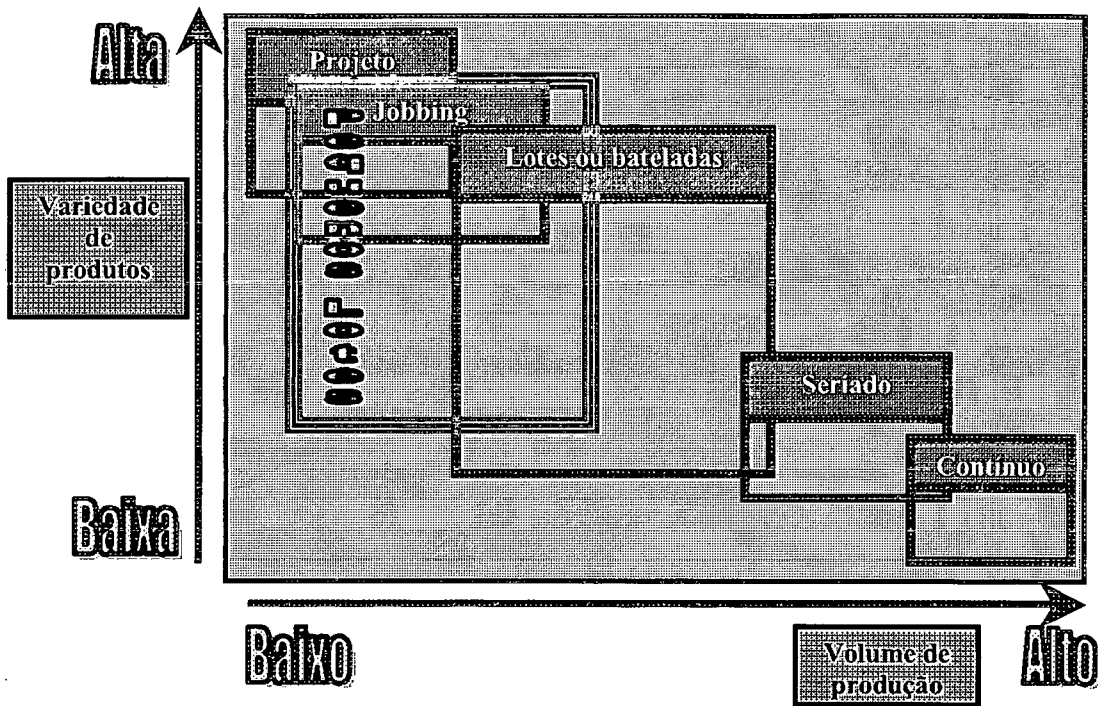 Alta
Projeto
Jobbing
Lotes ou bateladas
Variedade
de
produtos
Seriado
Contínuo
Baixa
Baixo
Volume de
produção
Alto